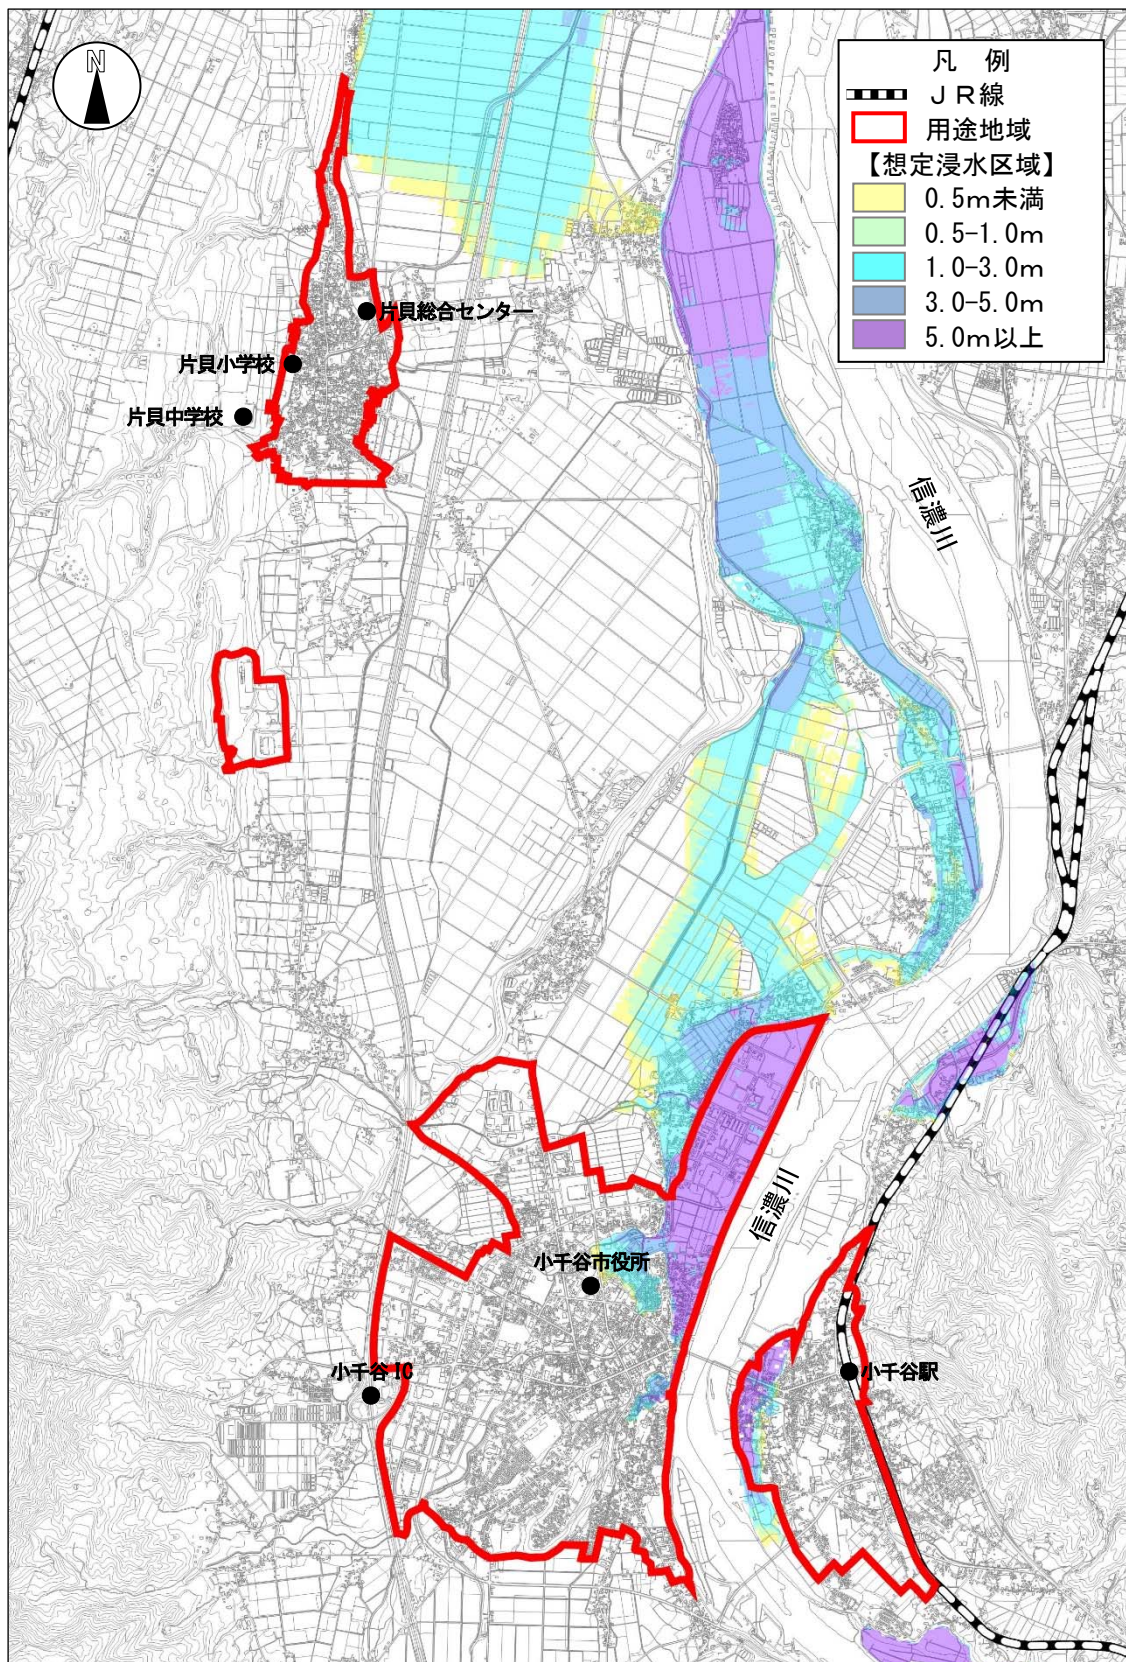 N
凡 例
ＪＲ線
用途地域
【想定浸水区域】
0.5m未満
0.5-1.0m
1.0-3.0m
3.0-5.0m
5.0m以上
片貝総合センター
片貝小学校
片貝中学校
信濃川
信濃川
小千谷市役所
小千谷IC
小千谷駅